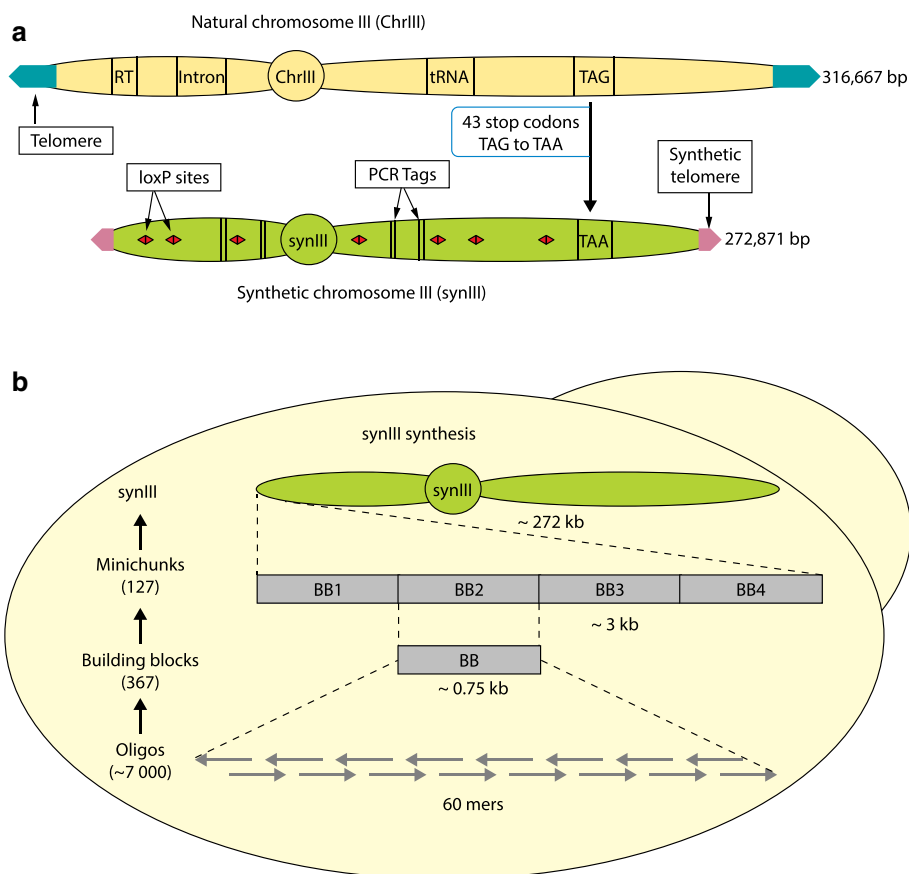 a
Natural chromosome III (ChrIII)
RT
Intron
ChrIII
tRNA
TAG
316,667 bp
Telomere
43 stop codons
TAG to TAA
loxP sites
PCR Tags
Synthetic
telomere
synIII
TAA
272,871 bp
Synthetic chromosome III (synIII)
b
synIII synthesis
synIII
synIII
~ 272 kb
Minichunks
(127)
BB1
BB2
BB3
BB4
~ 3 kb
Building blocks
(367)
BB
~ 0.75 kb
Oligos
(~7 000)
60 mers